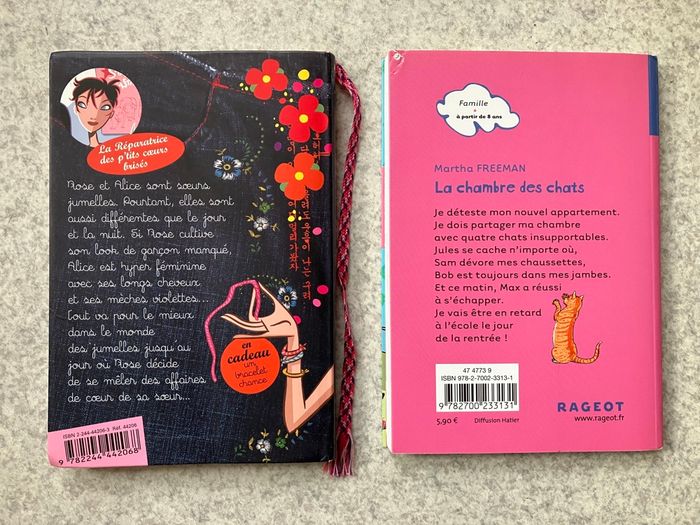 La Réparatrice
des p'tits cœurs
brisés
Rose et Alice sont sœurs
jumelles. Pourtant, elles sont
aussi différentes que le jour
et la nuit. Si Rose cultive
son look de garçon manqué,
Alice est hyper féminine
avec ses longs cheveux
et ses mèches violettes...
Tout va pour le mieux
dans le monde
des jumelles jusqu'au
jour où Rose décide
de se mêler des affaires
de cœur de sa sœur...
en
cadeau
un
bracelet
chance
ISBN 2-244-44206-3 Réf. 44206
9 782244 442068
Famille
à partir de 8 ans
Martha FREEMAN
La chambre des chats
Je déteste mon nouvel appartement.
Je dois partager ma chambre
avec quatre chats insupportables.
Jules se cache n'importe où,
Sam dévore mes chaussettes,
Bob est toujours dans mes jambes.
Et ce matin, Max a réussi
à s'échapper.
Je vais être en retard
à l'école le jour
de la rentrée !
47 4773 9
ISBN 978-2-7002-3313-1
9 782700 233131
5,90 €
Diffusion Hatier
RAGEOT
www.rageot.fr